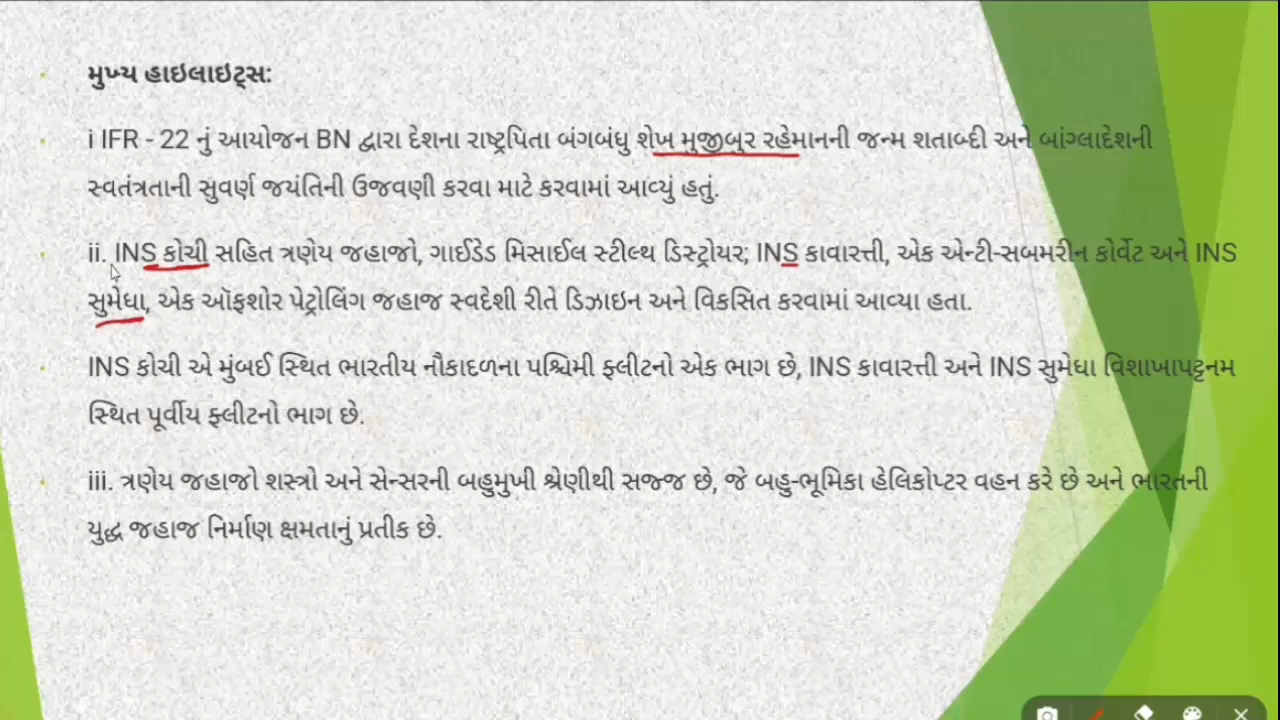 મુખ્ય હાઇલાઇટ્સ:
i IFR - 22 નું આયોજન BN દ્વારા દેશના રાષ્ટ્રપિતા બંગબંધુ શેખ મુજીબુર રહેમાનની જન્મ શતાબ્દી અને બાંગ્લાદેશની
સ્વતંત્રતાની સુવર્ણ જયંતિની ઉજવણી કરવા માટે કરવામાં આવ્યું હતું.
ii. INS કોચી સહિત ત્રણેય જહાજો, ગાઈડેડ મિસાઈલ સ્ટીલ્થ ડિસ્ટ્રોયર; INS કાવારત્તી, એક એન્ટી-સબમરીન કોર્વેટ અને INS
સુમેધા, એક ઑફશોર પેટ્રોલિંગ જહાજ સ્વદેશી રીતે ડિઝાઇન અને વિકસિત કરવામાં આવ્યા હતા.
INS કોચી એ મુંબઈ સ્થિત ભારતીય નૌકાદળના પશ્ચિમી ફ્લીટનો એક ભાગ છે, INS કાવારત્તી અને INS સુમેધા વિશાખાપટ્ટનમ
સ્થિત પૂર્વીય ફ્લીટનો ભાગ છે.
iii. ત્રણેય જહાજો શસ્ત્રો અને સેન્સરની બહુમુખી શ્રેણીથી સજ્જ છે, જે બહુ-ભૂમિકા હેલિકોપ્ટર વહન કરે છે અને ભારતની
યુદ્ધ જહાજ નિર્માણ ક્ષમતાનું પ્રતીક છે.